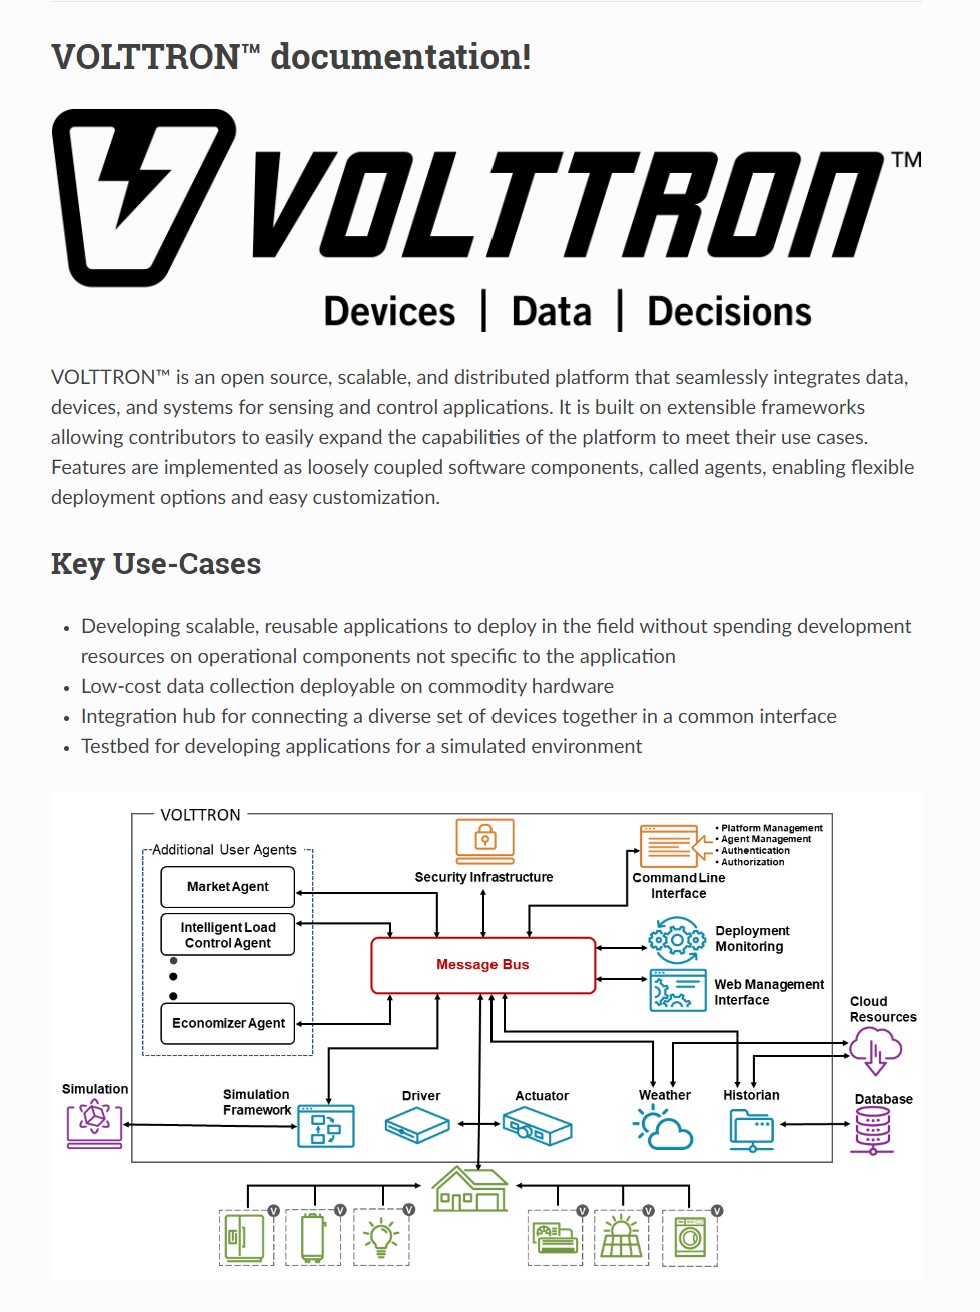 VOLTTRON™ documentation!
VOLTTRON™
Devices | Data | Decisions
VOLTTRON™ is an open source, scalable, and distributed platform that seamlessly integrates data,
devices, and systems for sensing and control applications. It is built on extensible frameworks
allowing contributors to easily expand the capabilities of the platform to meet their use cases.
Features are implemented as loosely coupled software components, called agents, enabling flexible
deployment options and easy customization.
Key Use-Cases
• Developing scalable, reusable applications to deploy in the field without spending development
resources on operational components not specific to the application
• Low-cost data collection deployable on commodity hardware
• Integration hub for connecting a diverse set of devices together in a common interface
• Testbed for developing applications for a simulated environment
VOLTTRON
Additional User Agents
Market Agent
Intelligent Load
Control Agent
Economizer Agent
Security Infrastructure
• Platform Management
• Agent Management
• Authentication
• Authorization
Command Line
Interface
Message Bus
Deployment
Monitoring
Web Management
Interface
Cloud
Resources
Simulation
Simulation
Framework
Driver
Actuator
Weather
Historian
Database
V
V
V
V
V
V